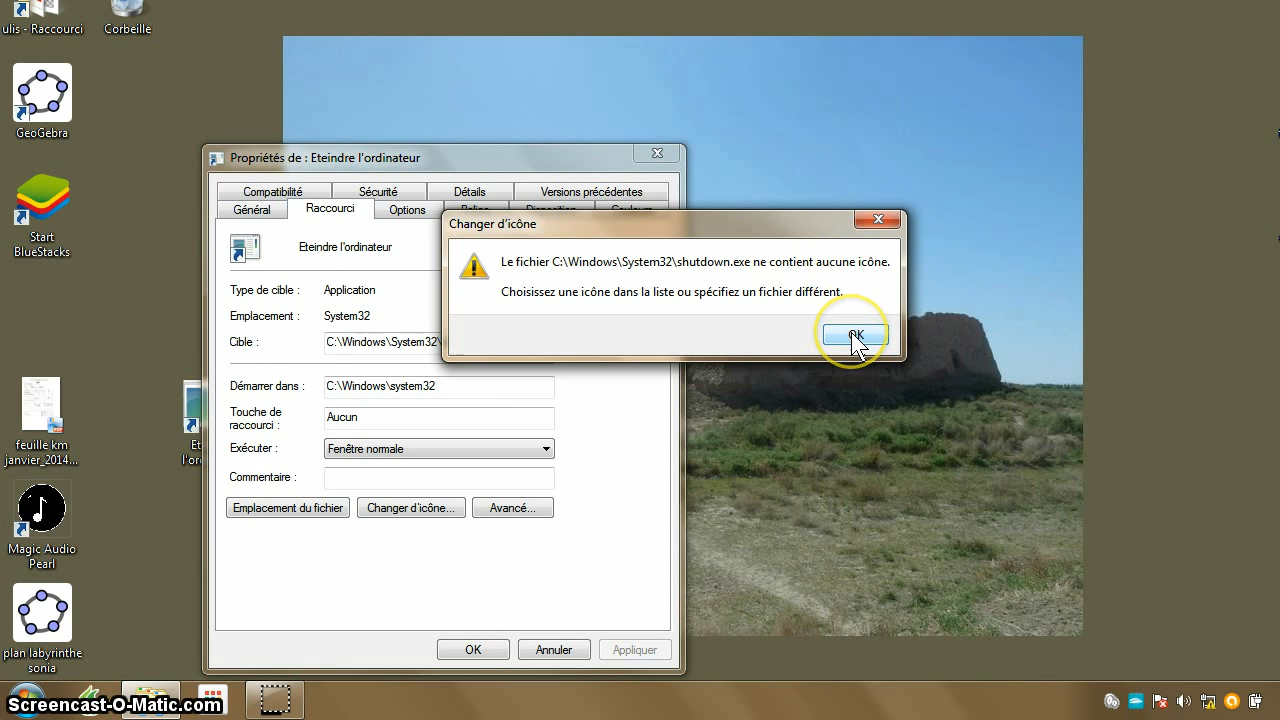 ulis - Raccourci
Corbeille
GeoGebra
Start
BlueStacks
feuille km
janvier_2014...
Magic Audio
Pearl
plan labyrinthe
sonia
Propriétés de : Eteindre l'ordinateur
Compatibilité
Sécurité
Détails
Versions précédentes
Général
Raccourci
Options
Eteindre l'ordinateur
Type de cible :
Application
Emplacement :
System32
Cible :
C:\Windows\System32\
Démarrer dans :
C:\Windows\system32
Touche de
raccourci :
Aucun
Exécuter :
Fenêtre normale
Commentaire :
Emplacement du fichier
Changer d'icône...
Avancé...
OK
Annuler
Appliquer
Changer d'icône
Le fichier C:\Windows\System32\shutdown.exe ne contient aucune icône.
Choisissez une icône dans la liste ou spécifiez un fichier différent.
OK
Screencast-O-Matic.com